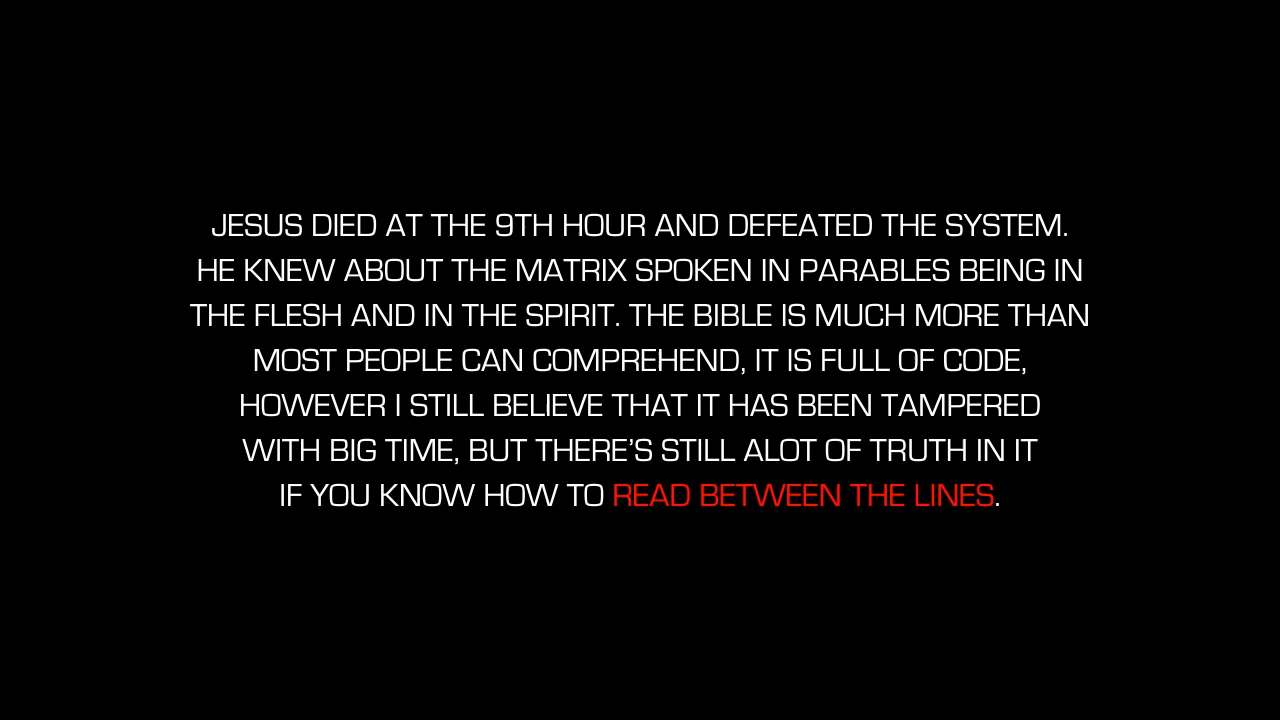 JESUS DIED AT THE 9TH HOUR AND DEFEATED THE SYSTEM.
HE KNEW ABOUT THE MATRIX SPOKEN IN PARABLES BEING IN
THE FLESH AND IN THE SPIRIT. THE BIBLE IS MUCH MORE THAN
MOST PEOPLE CAN COMPREHEND, IT IS FULL OF CODE,
HOWEVER I STILL BELIEVE THAT IT HAS BEEN TAMPERED
WITH BIG TIME, BUT THERE’S STILL ALOT OF TRUTH IN IT
IF YOU KNOW HOW TO READ BETWEEN THE LINES.